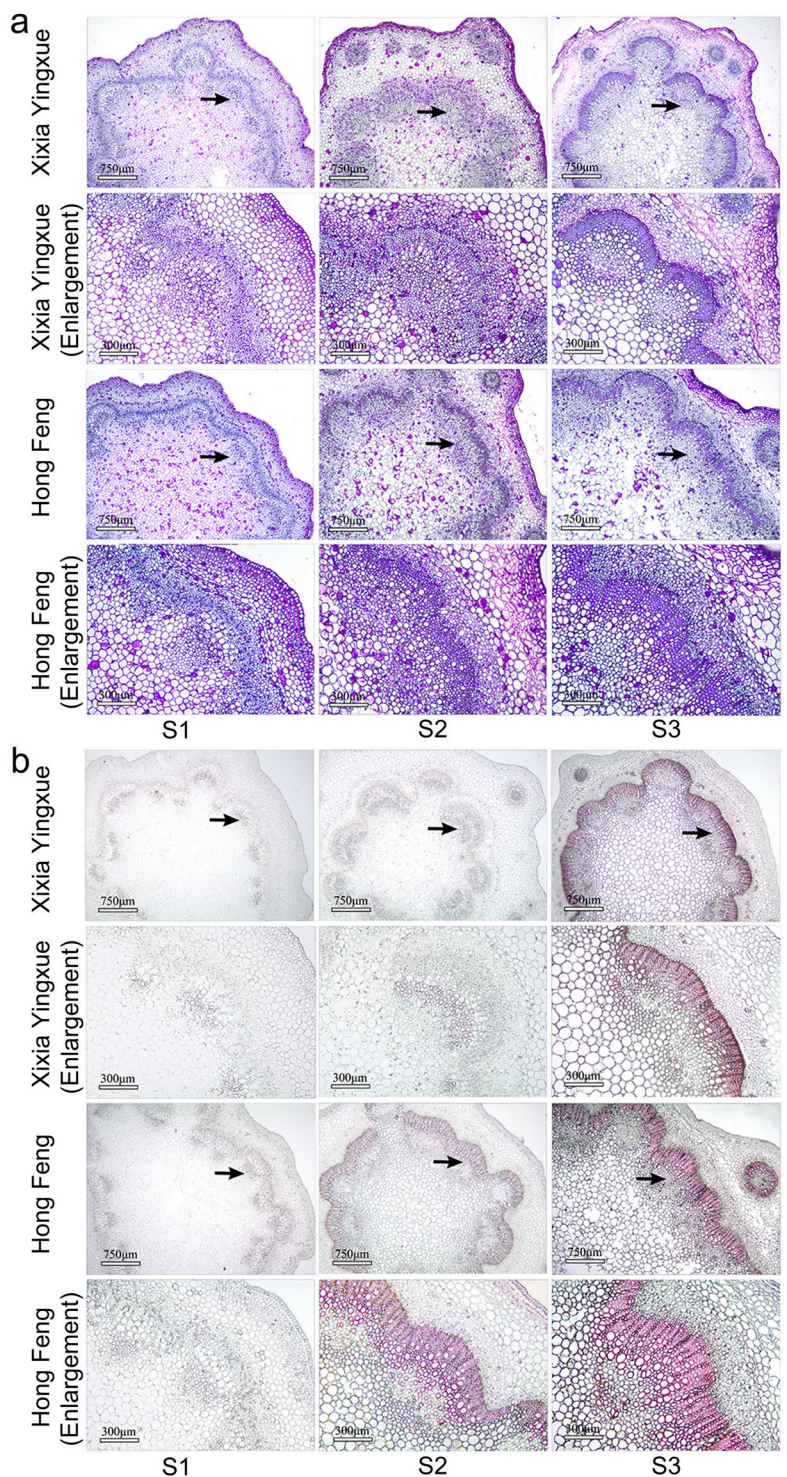 a
Xixia Yingxue
750μm
750μm
750μm
Xixia Yingxue
(Enlargement)
300μm
300μm
300μm
Hong Feng
750μm
750μm
750μm
Hong Feng
(Enlargement)
300μm
300μm
300μm
S1
S2
S3
b
Xixia Yingxue
750μm
750μm
750μm
Xixia Yingxue
(Enlargement)
300μm
300μm
300μm
Hong Feng
750μm
750μm
750μm
Hong Feng
(Enlargement)
300μm
300μm
300μm
S1
S2
S3